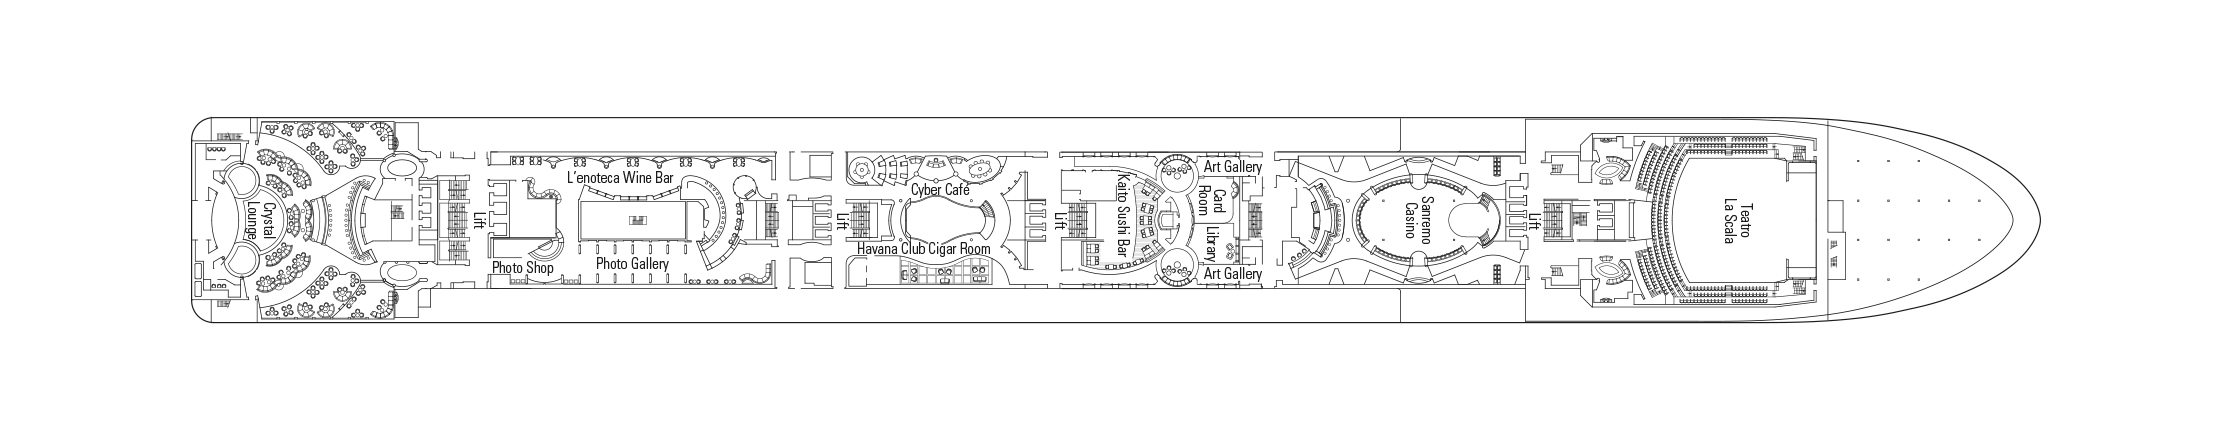 Crystal
Lounge
Lift
L'enoteca Wine Bar
Photo Shop
Photo Gallery
Lift
Cyber Café
Havana Club Cigar Room
Lift
Kaito Sushi Bar
Art Gallery
Card
Room
Library
Art Gallery
Sanremo
Casino
Lift
Teatro
La Scala